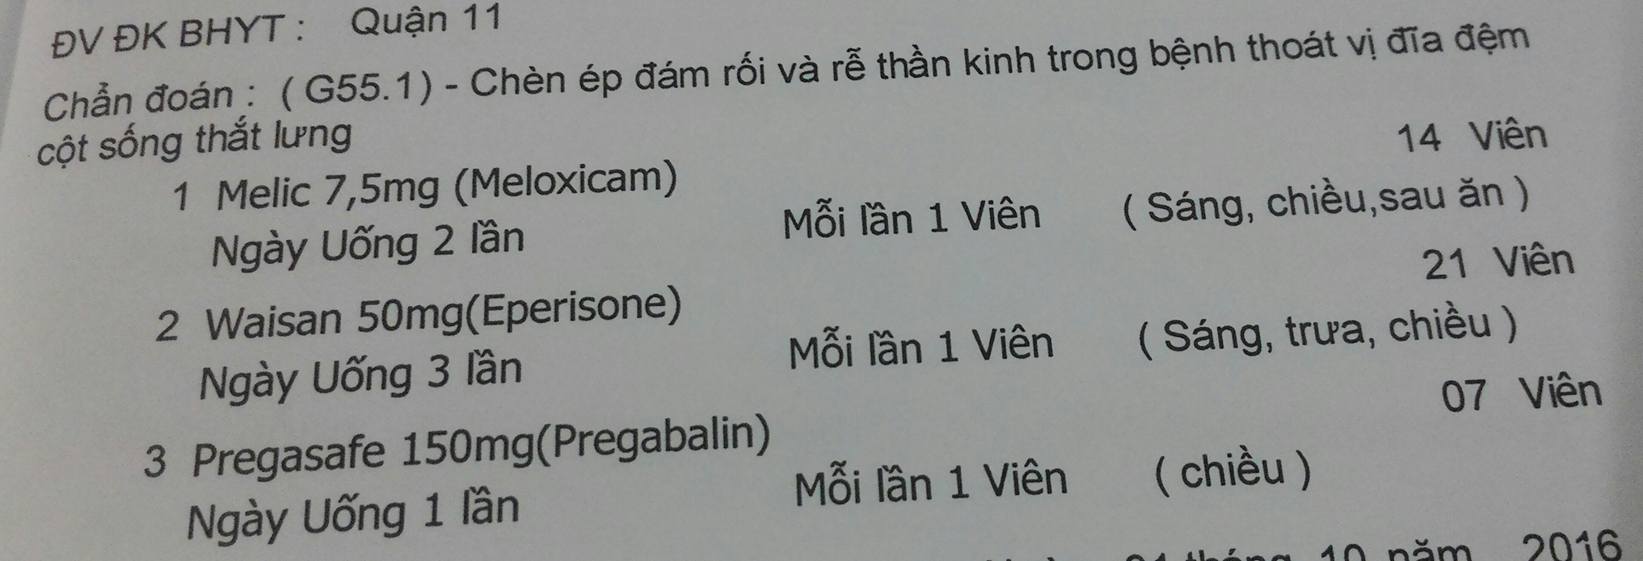 ĐV ĐK BHYT : Quận 11
Chẩn đoán : ( G55.1) - Chèn ép đám rối và rễ thần kinh trong bệnh thoát vị đĩa đệm
cột sống thắt lưng
1 Melic 7,5mg (Meloxicam) 14 Viên
Ngày Uống 2 lần Mỗi lần 1 Viên ( Sáng, chiều,sau ăn )
2 Waisan 50mg(Eperisone) 21 Viên
Ngày Uống 3 lần Mỗi lần 1 Viên ( Sáng, trưa, chiều )
3 Pregasafe 150mg(Pregabalin) 07 Viên
Ngày Uống 1 lần Mỗi lần 1 Viên ( chiều )
tháng 10 năm 2016